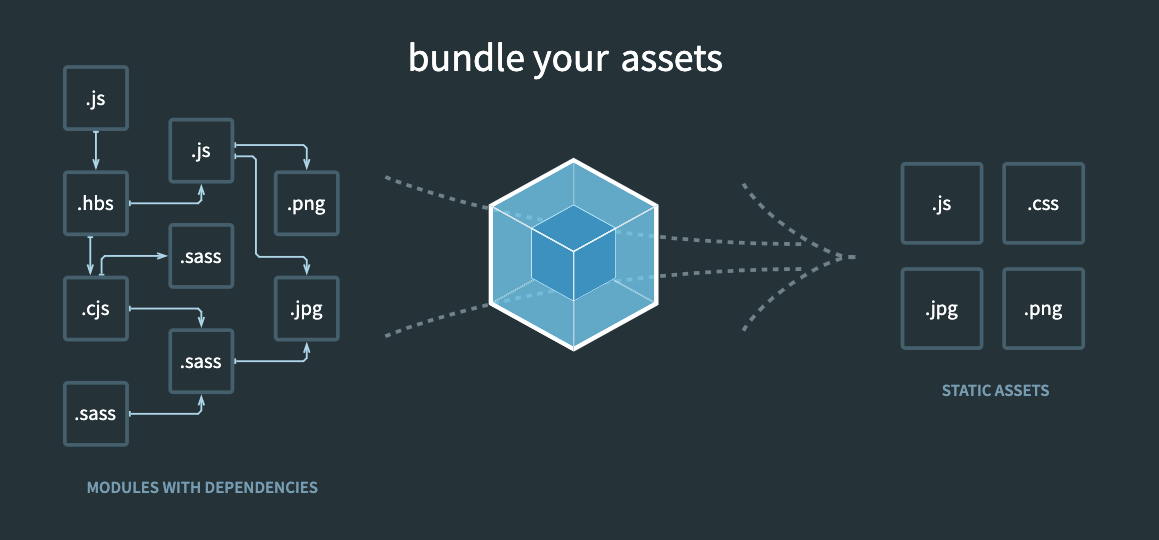 bundle your assets
.js
.js
.hbs
.png
.sass
.cjs
.jpg
.sass
.sass
MODULES WITH DEPENDENCIES
.js
.css
.jpg
.png
STATIC ASSETS